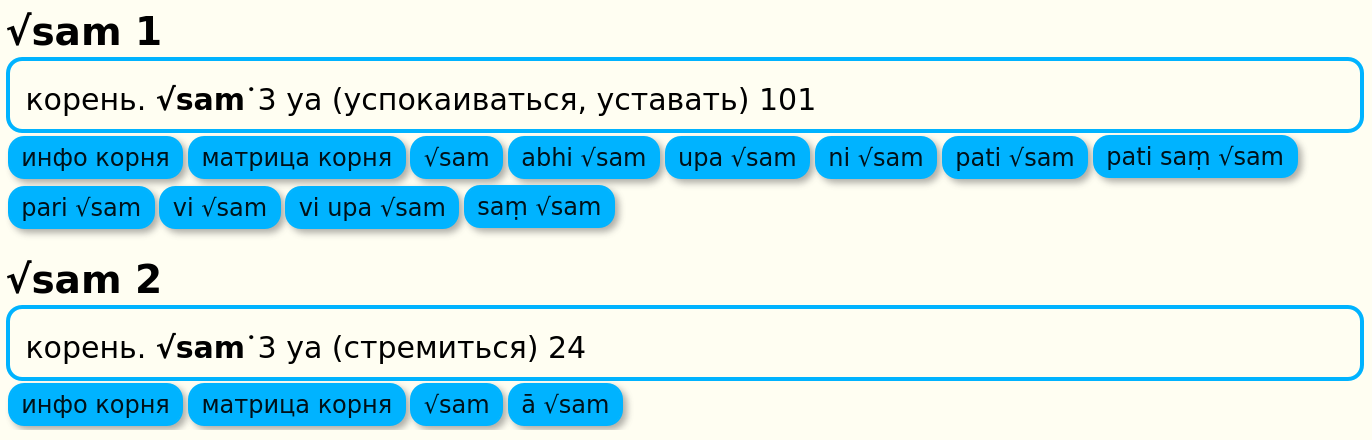 √sam 1
корень. √sam˙3 ya (успокаиваться, уставать) 101
инфо корня матрица корня √sam abhi √sam upa √sam ni √sam pati √sam pati saṃ √sam
pari √sam vi √sam vi upa √sam saṃ √sam
√sam 2
корень. √sam˙3 ya (стремиться) 24
инфо корня матрица корня √sam ā √sam